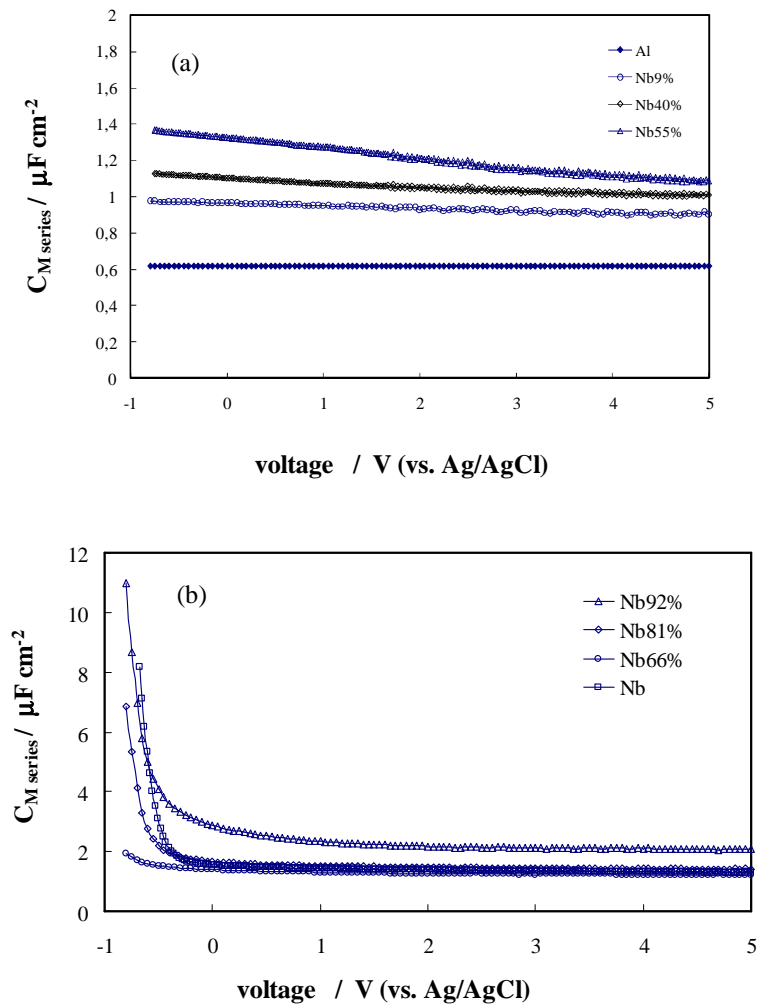 2
1,8
1,6
1,4
1,2
1
0,8
0,6
0,4
0,2
0
(a)
Al
Nb9%
Nb40%
Nb55%
C M series / µF cm-2
-1 0 1 2 3 4 5
voltage / V (vs. Ag/AgCl)
12
10
8
6
4
2
0
(b)
Nb92%
Nb81%
Nb66%
Nb
C M series / µF cm-2
-1 0 1 2 3 4 5
voltage / V (vs. Ag/AgCl)